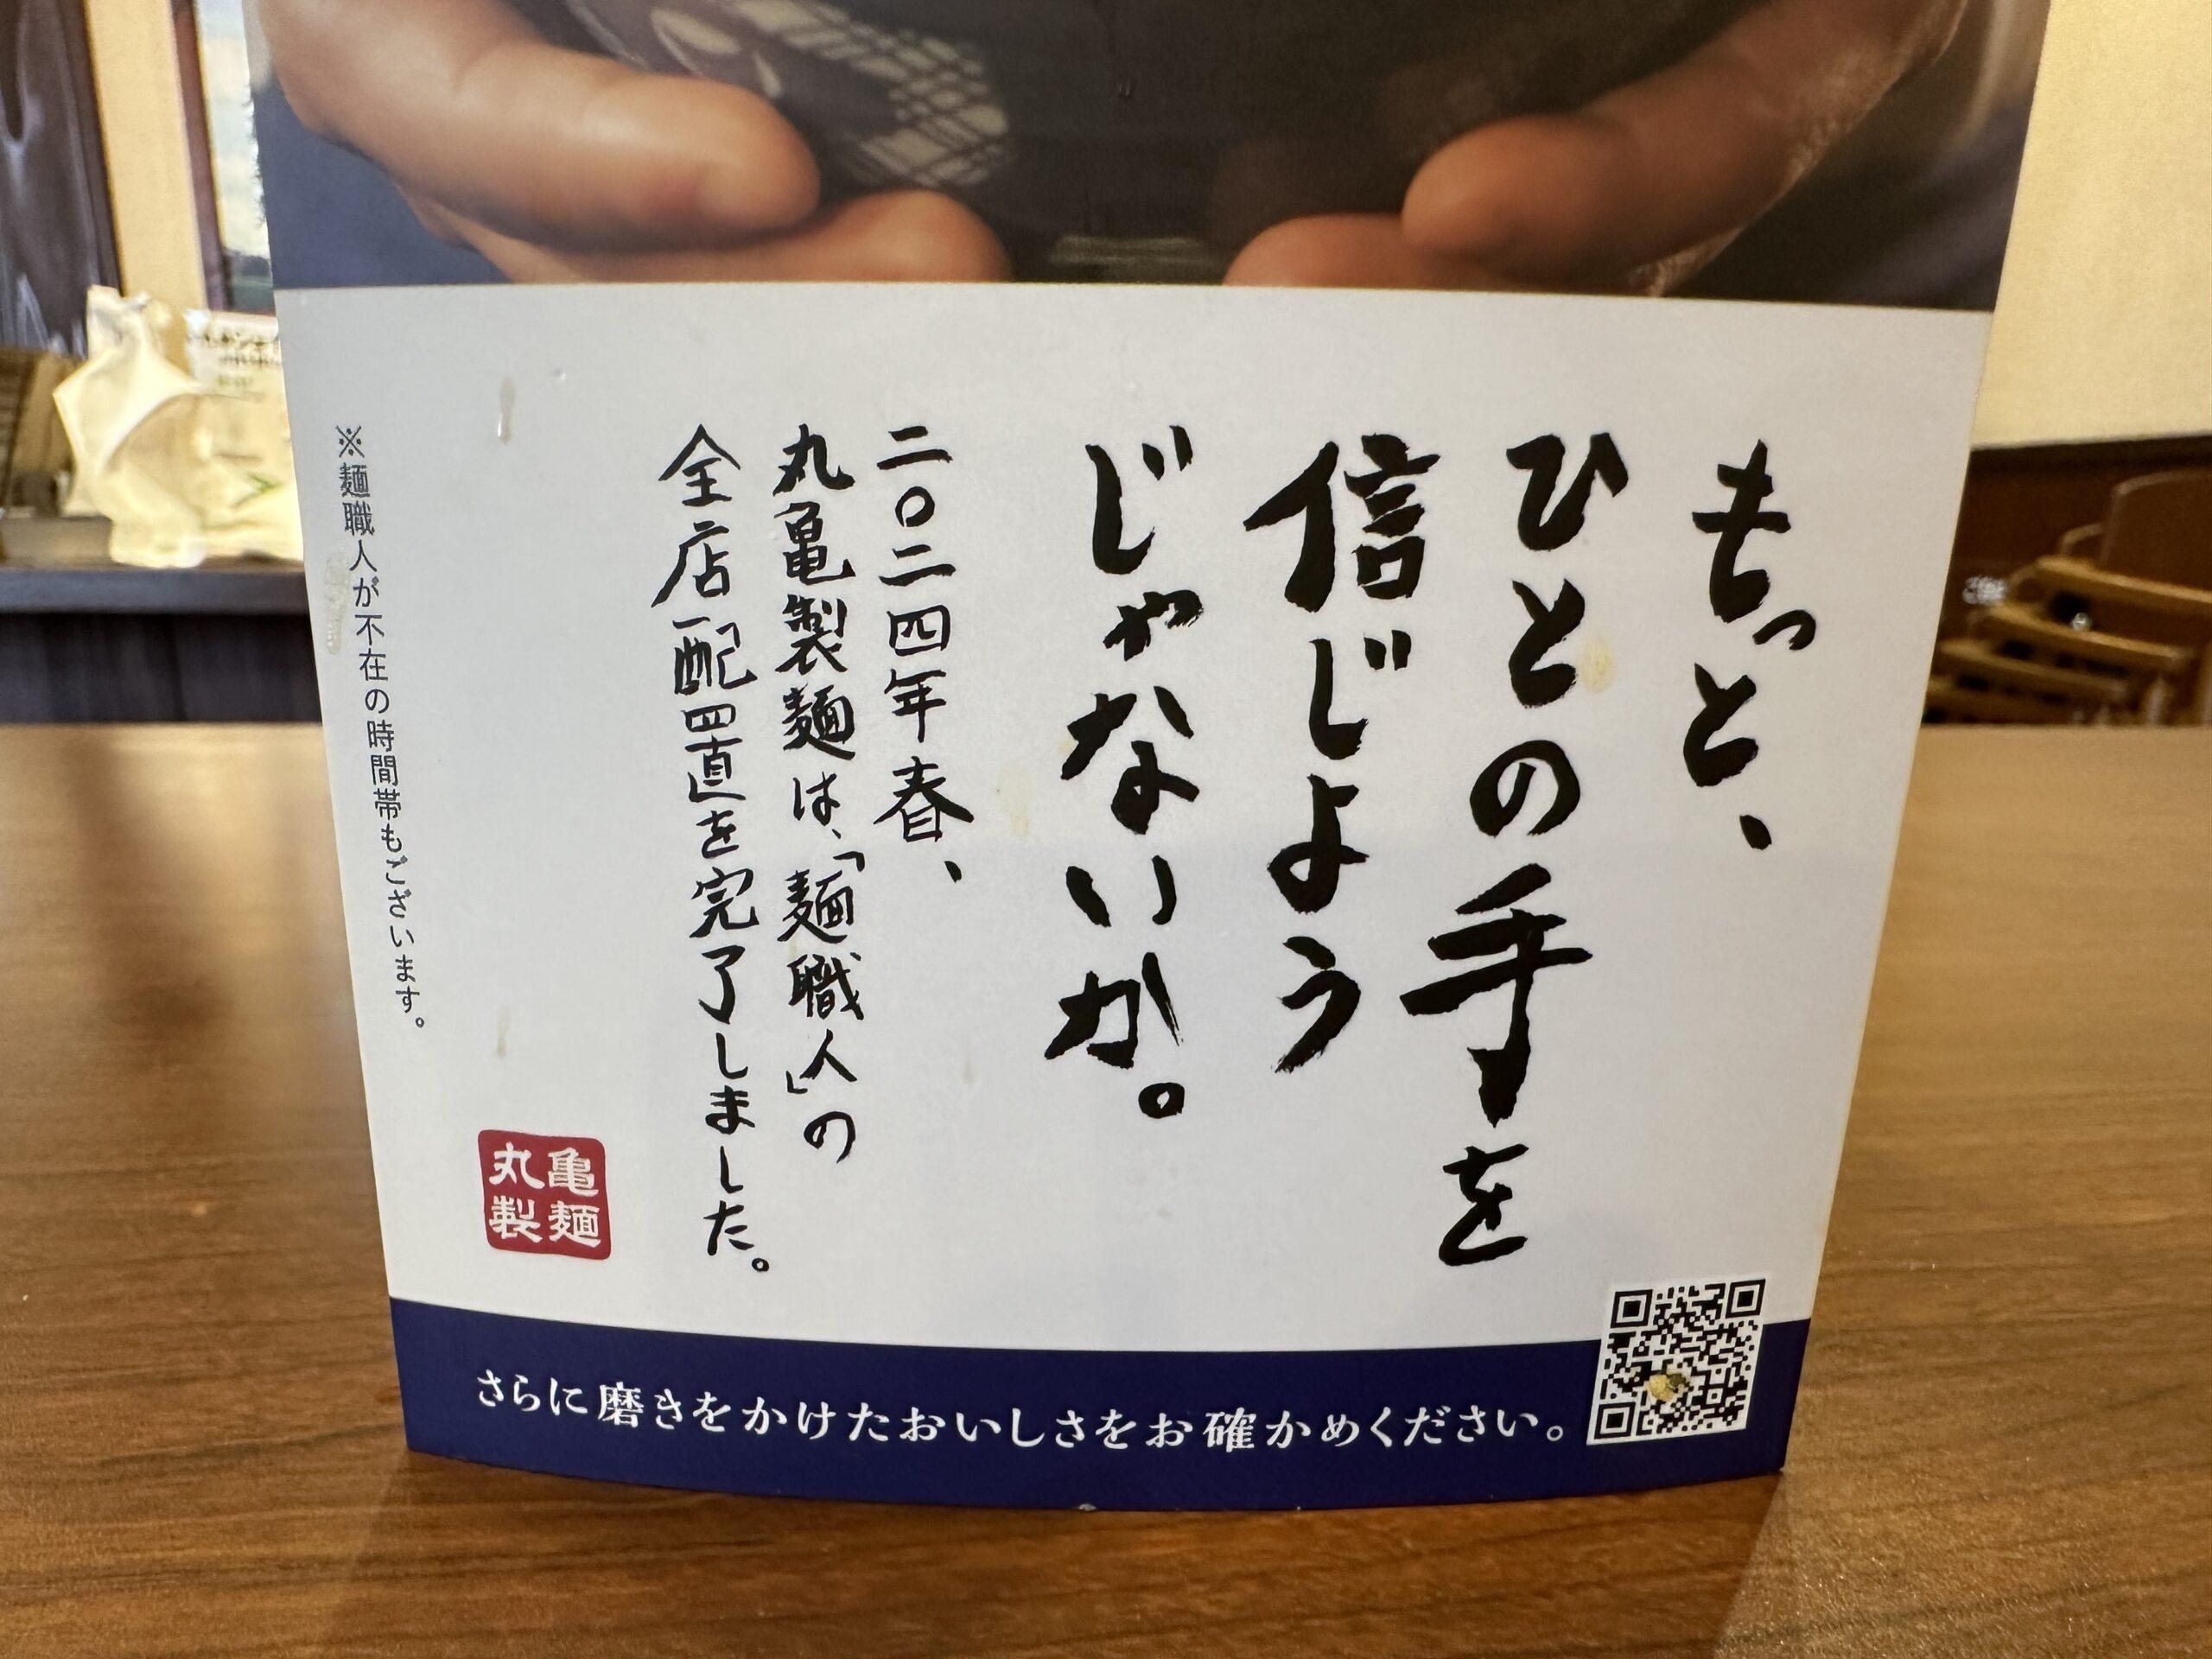 もっと、
ひとの手を
信じよう
じゃないか。
二〇二四年春、
丸亀製麺は、「麺職人」の
全店配置を完了しました。
※麺職人が不在の時間帯もございます。
丸亀
製麺
さらに磨きをかけたおいしさをお確かめください。